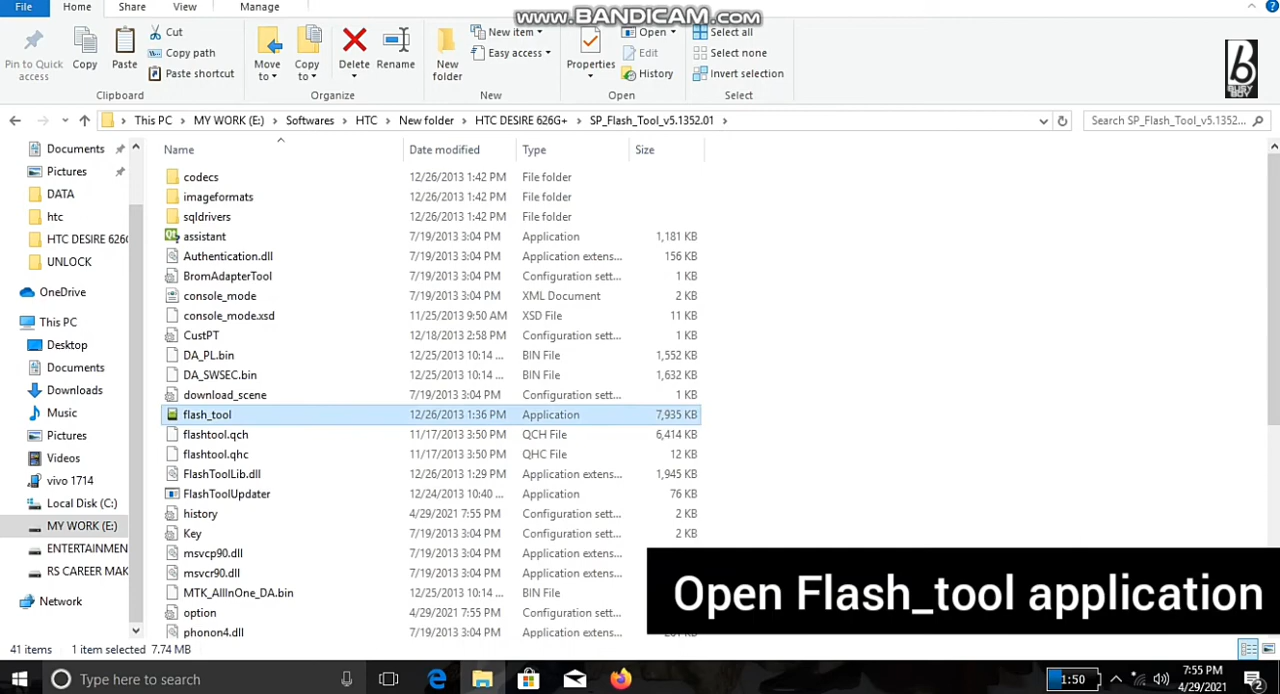 File Home Share View Manage
www.BANDICAM.com
Pin to Quick access
Copy
Paste
Cut
Copy path
Paste shortcut
Move to
Copy to
Delete
Rename
New folder
New item
Easy access
Properties
Open
Edit
History
Select all
Select none
Invert selection
Clipboard Organize New Open Select
BUSY BOY
This PC › MY WORK (E:) › Softwares › HTC › New folder › HTC DESIRE 626G+ › SP_Flash_Tool_v5.1352.01 ›
Search SP_Flash_Tool_v5.1352...
Documents
Pictures
DATA
htc
HTC DESIRE 626G
UNLOCK
OneDrive
This PC
Desktop
Documents
Downloads
Music
Pictures
Videos
vivo 1714
Local Disk (C:)
MY WORK (E:)
ENTERTAINMEN
RS CAREER MAK
Network
Name Date modified Type Size
codecs 12/26/2013 1:42 PM File folder
imageformats 12/26/2013 1:42 PM File folder
sqldrivers 12/26/2013 1:42 PM File folder
assistant 7/19/2013 3:04 PM Application 1,181 KB
Authentication.dll 7/19/2013 3:04 PM Application extens... 156 KB
BromAdapterTool 7/19/2013 3:04 PM Configuration sett... 1 KB
console_mode 7/19/2013 3:04 PM XML Document 2 KB
console_mode.xsd 11/25/2013 9:50 AM XSD File 11 KB
CustPT 12/18/2013 2:58 PM Configuration sett... 1 KB
DA_PL.bin 12/25/2013 10:14 ... BIN File 1,552 KB
DA_SWSEC.bin 12/25/2013 10:14 ... BIN File 1,632 KB
download_scene 7/19/2013 3:04 PM Configuration sett... 1 KB
flash_tool 12/26/2013 1:36 PM Application 7,935 KB
flashtool.qch 11/17/2013 3:50 PM QCH File 6,414 KB
flashtool.qhc 11/17/2013 3:50 PM QHC File 12 KB
FlashToolLib.dll 12/26/2013 1:29 PM Application extens... 1,945 KB
FlashToolUpdater 12/24/2013 10:40 ... Application 76 KB
history 4/29/2021 7:55 PM Configuration sett... 2 KB
Key 7/19/2013 3:04 PM Configuration sett... 2 KB
msvcp90.dll 7/19/2013 3:04 PM Application extens...
msvcr90.dll 7/19/2013 3:04 PM Application extens...
MTK_AllInOne_DA.bin 12/25/2013 10:14 ... BIN File
option 4/29/2021 7:55 PM Configuration sett...
phonon4.dll 7/19/2013 3:04 PM Application extens...
Open Flash_tool application
41 items 1 item selected 7.74 MB
Type here to search
1:50
7:55 PM
4/29/2021
2